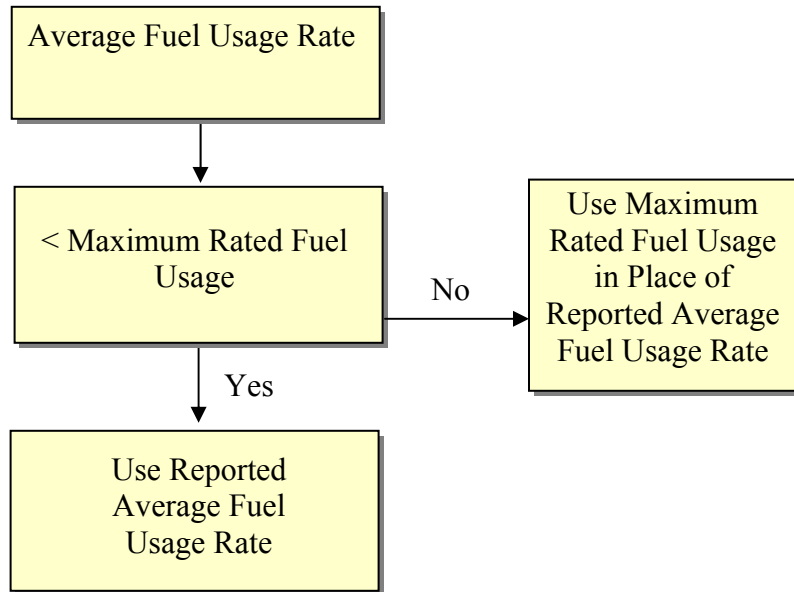 Average Fuel Usage Rate
< Maximum Rated Fuel
Usage
No
Use Maximum
Rated Fuel Usage
in Place of
Reported Average
Fuel Usage Rate
Yes
Use Reported
Average Fuel
Usage Rate